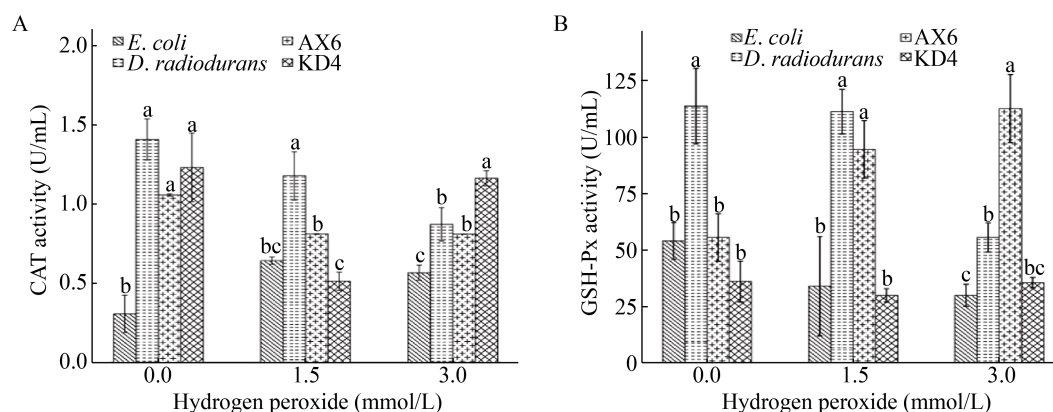 A
E. coli
AX6
D. radiodurans
KD4
CAT activity (U/mL)
2.0
1.5
1.0
0.5
0.0
b
a
a
a
bc
a
b
c
c
b
b
a
0.0
1.5
3.0
Hydrogen peroxide (mmol/L)
B
E. coli
AX6
D. radiodurans
KD4
GSH-Px activity (U/mL)
125
100
75
50
25
0
b
a
b
b
b
a
a
b
c
b
a
bc
0.0
1.5
3.0
Hydrogen peroxide (mmol/L)